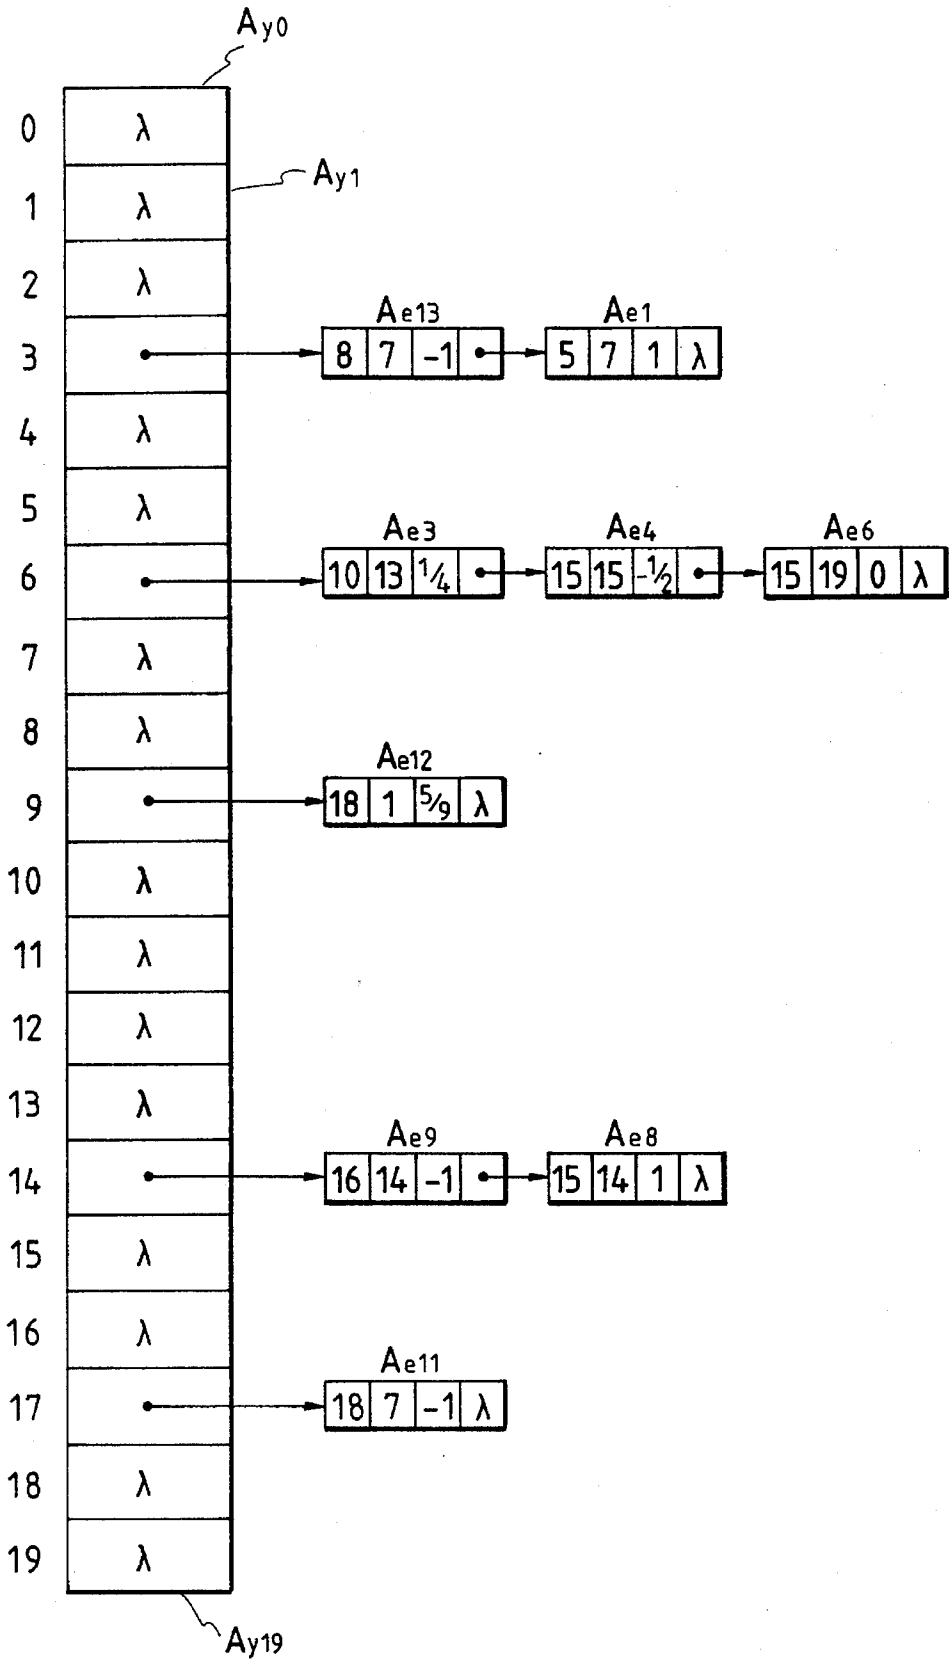 Ay0
0 λ
Ay1
1 λ
2 λ
Ae13 Ae1
3 8 7 -1 5 7 1 λ
4 λ
5 λ
Ae3 Ae4 Ae6
6 10 13 1/4 15 15 -1/2 15 19 0 λ
7 λ
8 λ
Ae12
9 18 1 5/9 λ
10 λ
11 λ
12 λ
13 λ
Ae9 Ae8
14 16 14 -1 15 14 1 λ
15 λ
16 λ
Ae11
17 18 7 -1 λ
18 λ
19 λ
Ay19